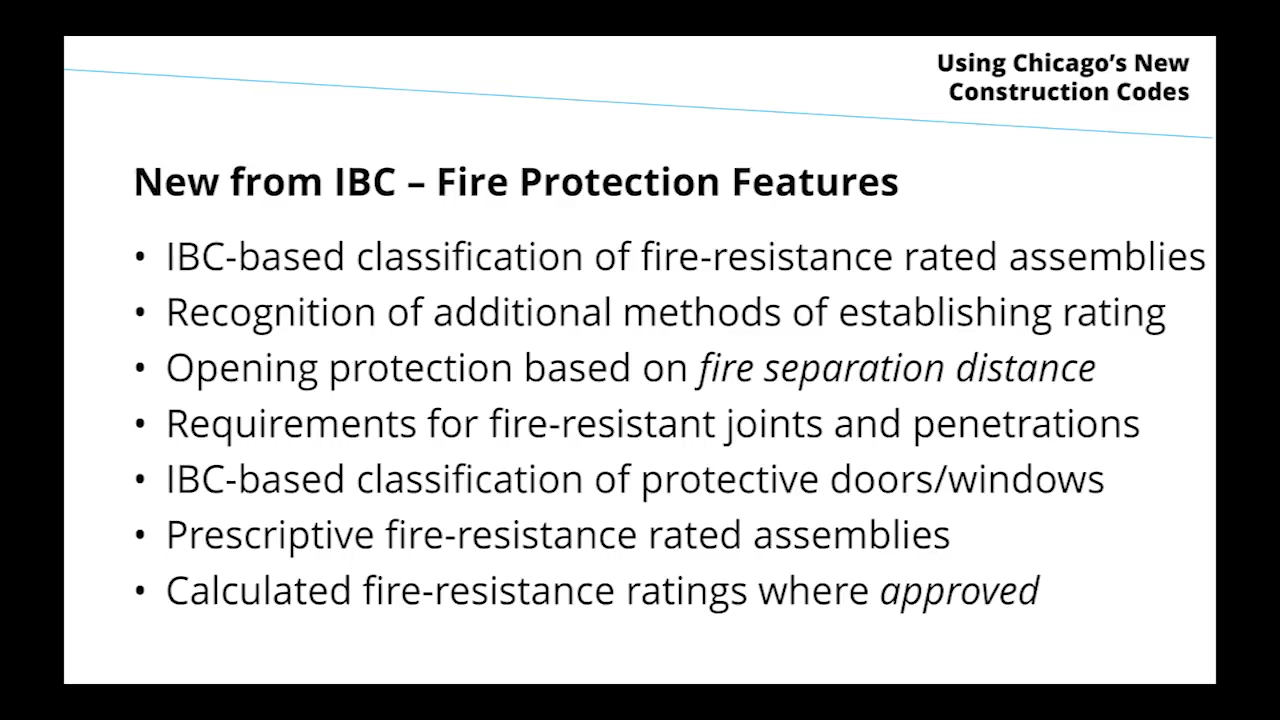 Using Chicago’s New
Construction Codes
New from IBC – Fire Protection Features
• IBC-based classification of fire-resistance rated assemblies
• Recognition of additional methods of establishing rating
• Opening protection based on fire separation distance
• Requirements for fire-resistant joints and penetrations
• IBC-based classification of protective doors/windows
• Prescriptive fire-resistance rated assemblies
• Calculated fire-resistance ratings where approved